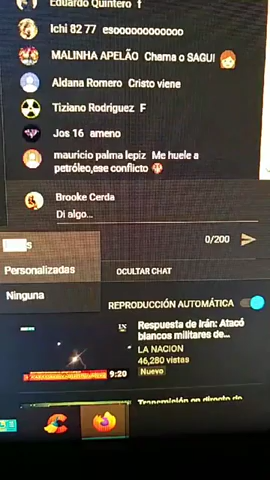 Eduardo Quintero f
Ichi 82 77 esoooooooooooo
MALINHA APELÃO Chama o SAGUI
Aldana Romero Cristo viene
Tiziano Rodriguez F
Jos 16 ameno
mauricio palma lepiz Me huele a
petróleo,ese conflicto
Brooke Cerda
Di algo...
0/200
Personalizadas
OCULTAR CHAT
Ninguna
REPRODUCCIÓN AUTOMÁTICA
Respuesta de Irán: Atacó
blancos militares de...
LA NACION
46,280 vistas
9:20
Nuevo
Transmisión en directo de